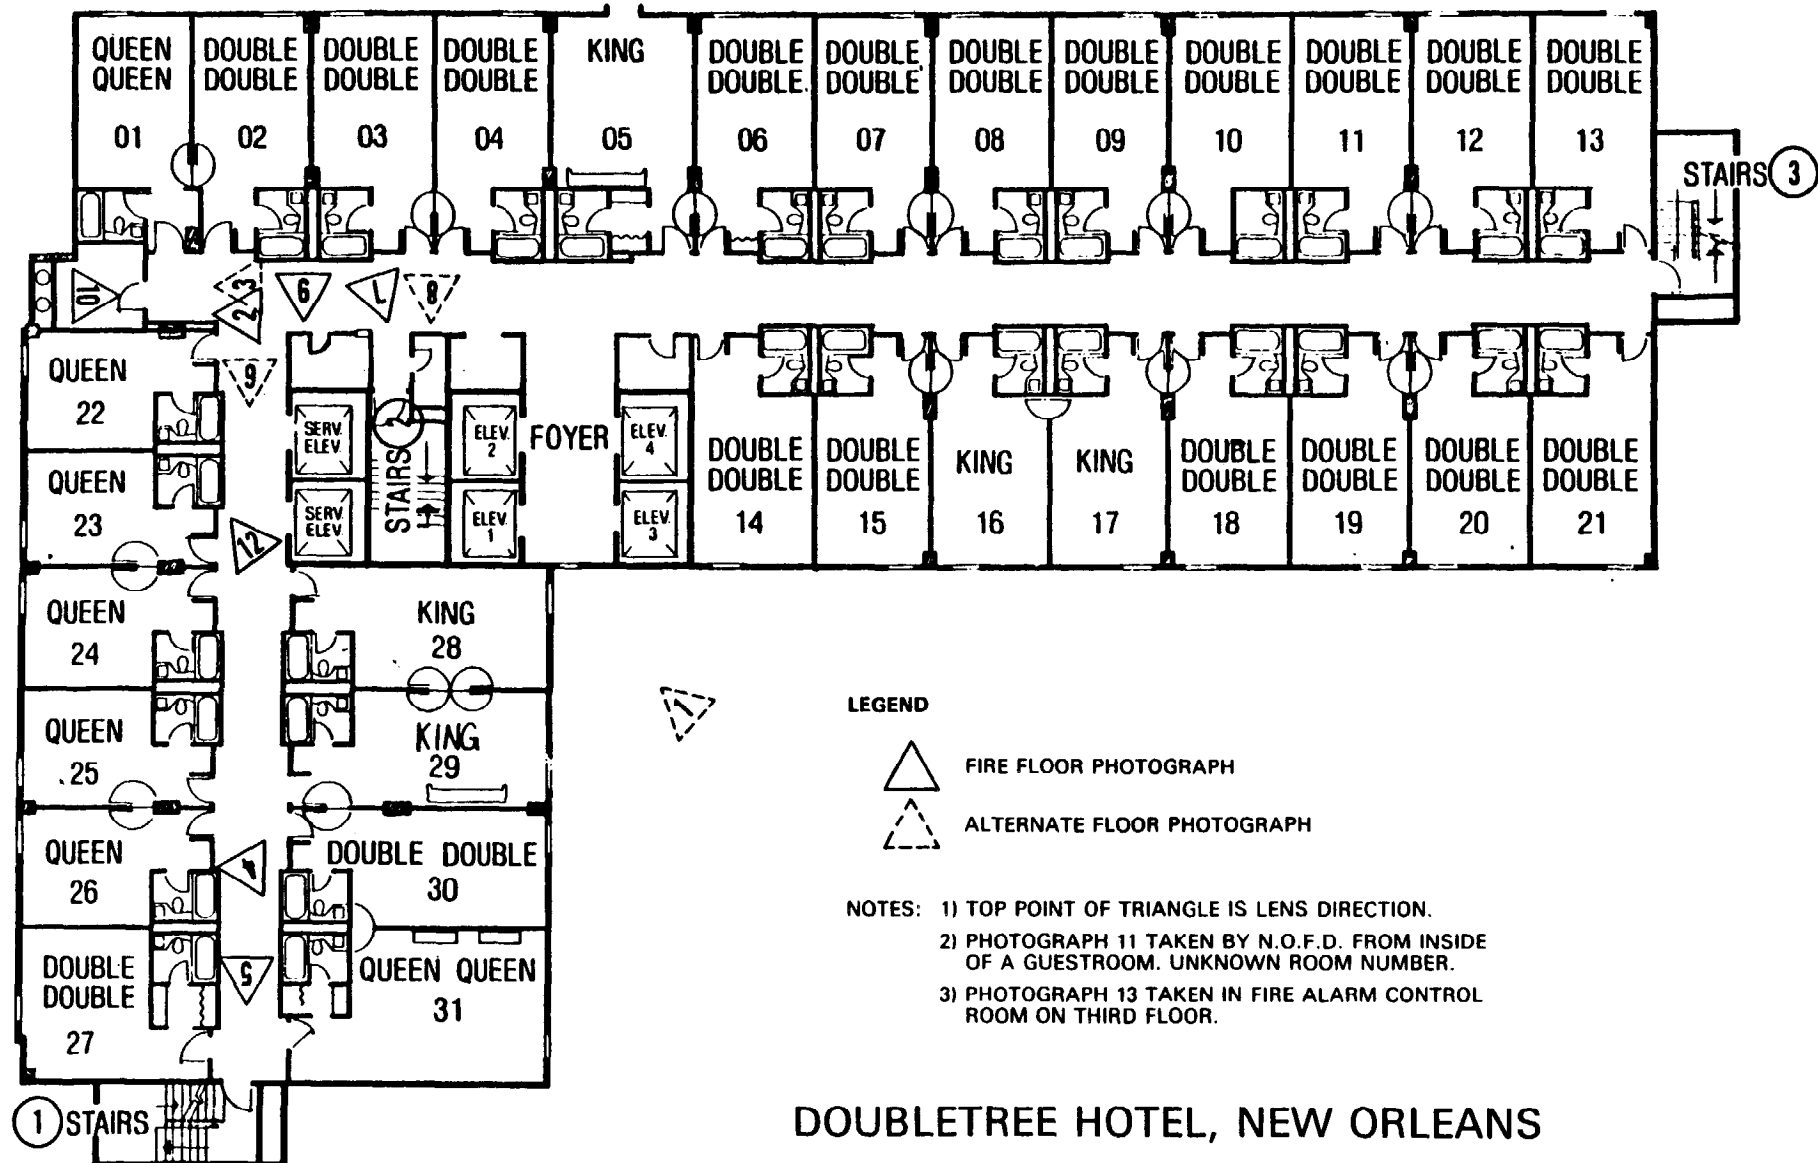 QUEEN
QUEEN
01
DOUBLE
DOUBLE
02
DOUBLE
DOUBLE
03
DOUBLE
DOUBLE
04
KING
05
DOUBLE
DOUBLE
06
DOUBLE
DOUBLE
07
DOUBLE
DOUBLE
08
DOUBLE
DOUBLE
09
DOUBLE
DOUBLE
10
DOUBLE
DOUBLE
11
DOUBLE
DOUBLE
12
DOUBLE
DOUBLE
13
STAIRS 3
10
3
2
6
7
8
9
12
QUEEN
22
QUEEN
23
SERV.
ELEV.
SERV.
ELEV.
STAIRS 2
ELEV.
2
ELEV.
1
FOYER
ELEV.
4
ELEV.
3
DOUBLE
DOUBLE
14
DOUBLE
DOUBLE
15
KING
16
KING
17
DOUBLE
DOUBLE
18
DOUBLE
DOUBLE
19
DOUBLE
DOUBLE
20
DOUBLE
DOUBLE
21
QUEEN
24
KING
28
QUEEN
25
KING
29
QUEEN
26
4
DOUBLE DOUBLE
30
DOUBLE
DOUBLE
27
5
QUEEN QUEEN
31
1 STAIRS
1
LEGEND
FIRE FLOOR PHOTOGRAPH
ALTERNATE FLOOR PHOTOGRAPH
NOTES: 1) TOP POINT OF TRIANGLE IS LENS DIRECTION.
2) PHOTOGRAPH 11 TAKEN BY N.O.F.D. FROM INSIDE
OF A GUESTROOM. UNKNOWN ROOM NUMBER.
3) PHOTOGRAPH 13 TAKEN IN FIRE ALARM CONTROL
ROOM ON THIRD FLOOR.
DOUBLETREE HOTEL, NEW ORLEANS